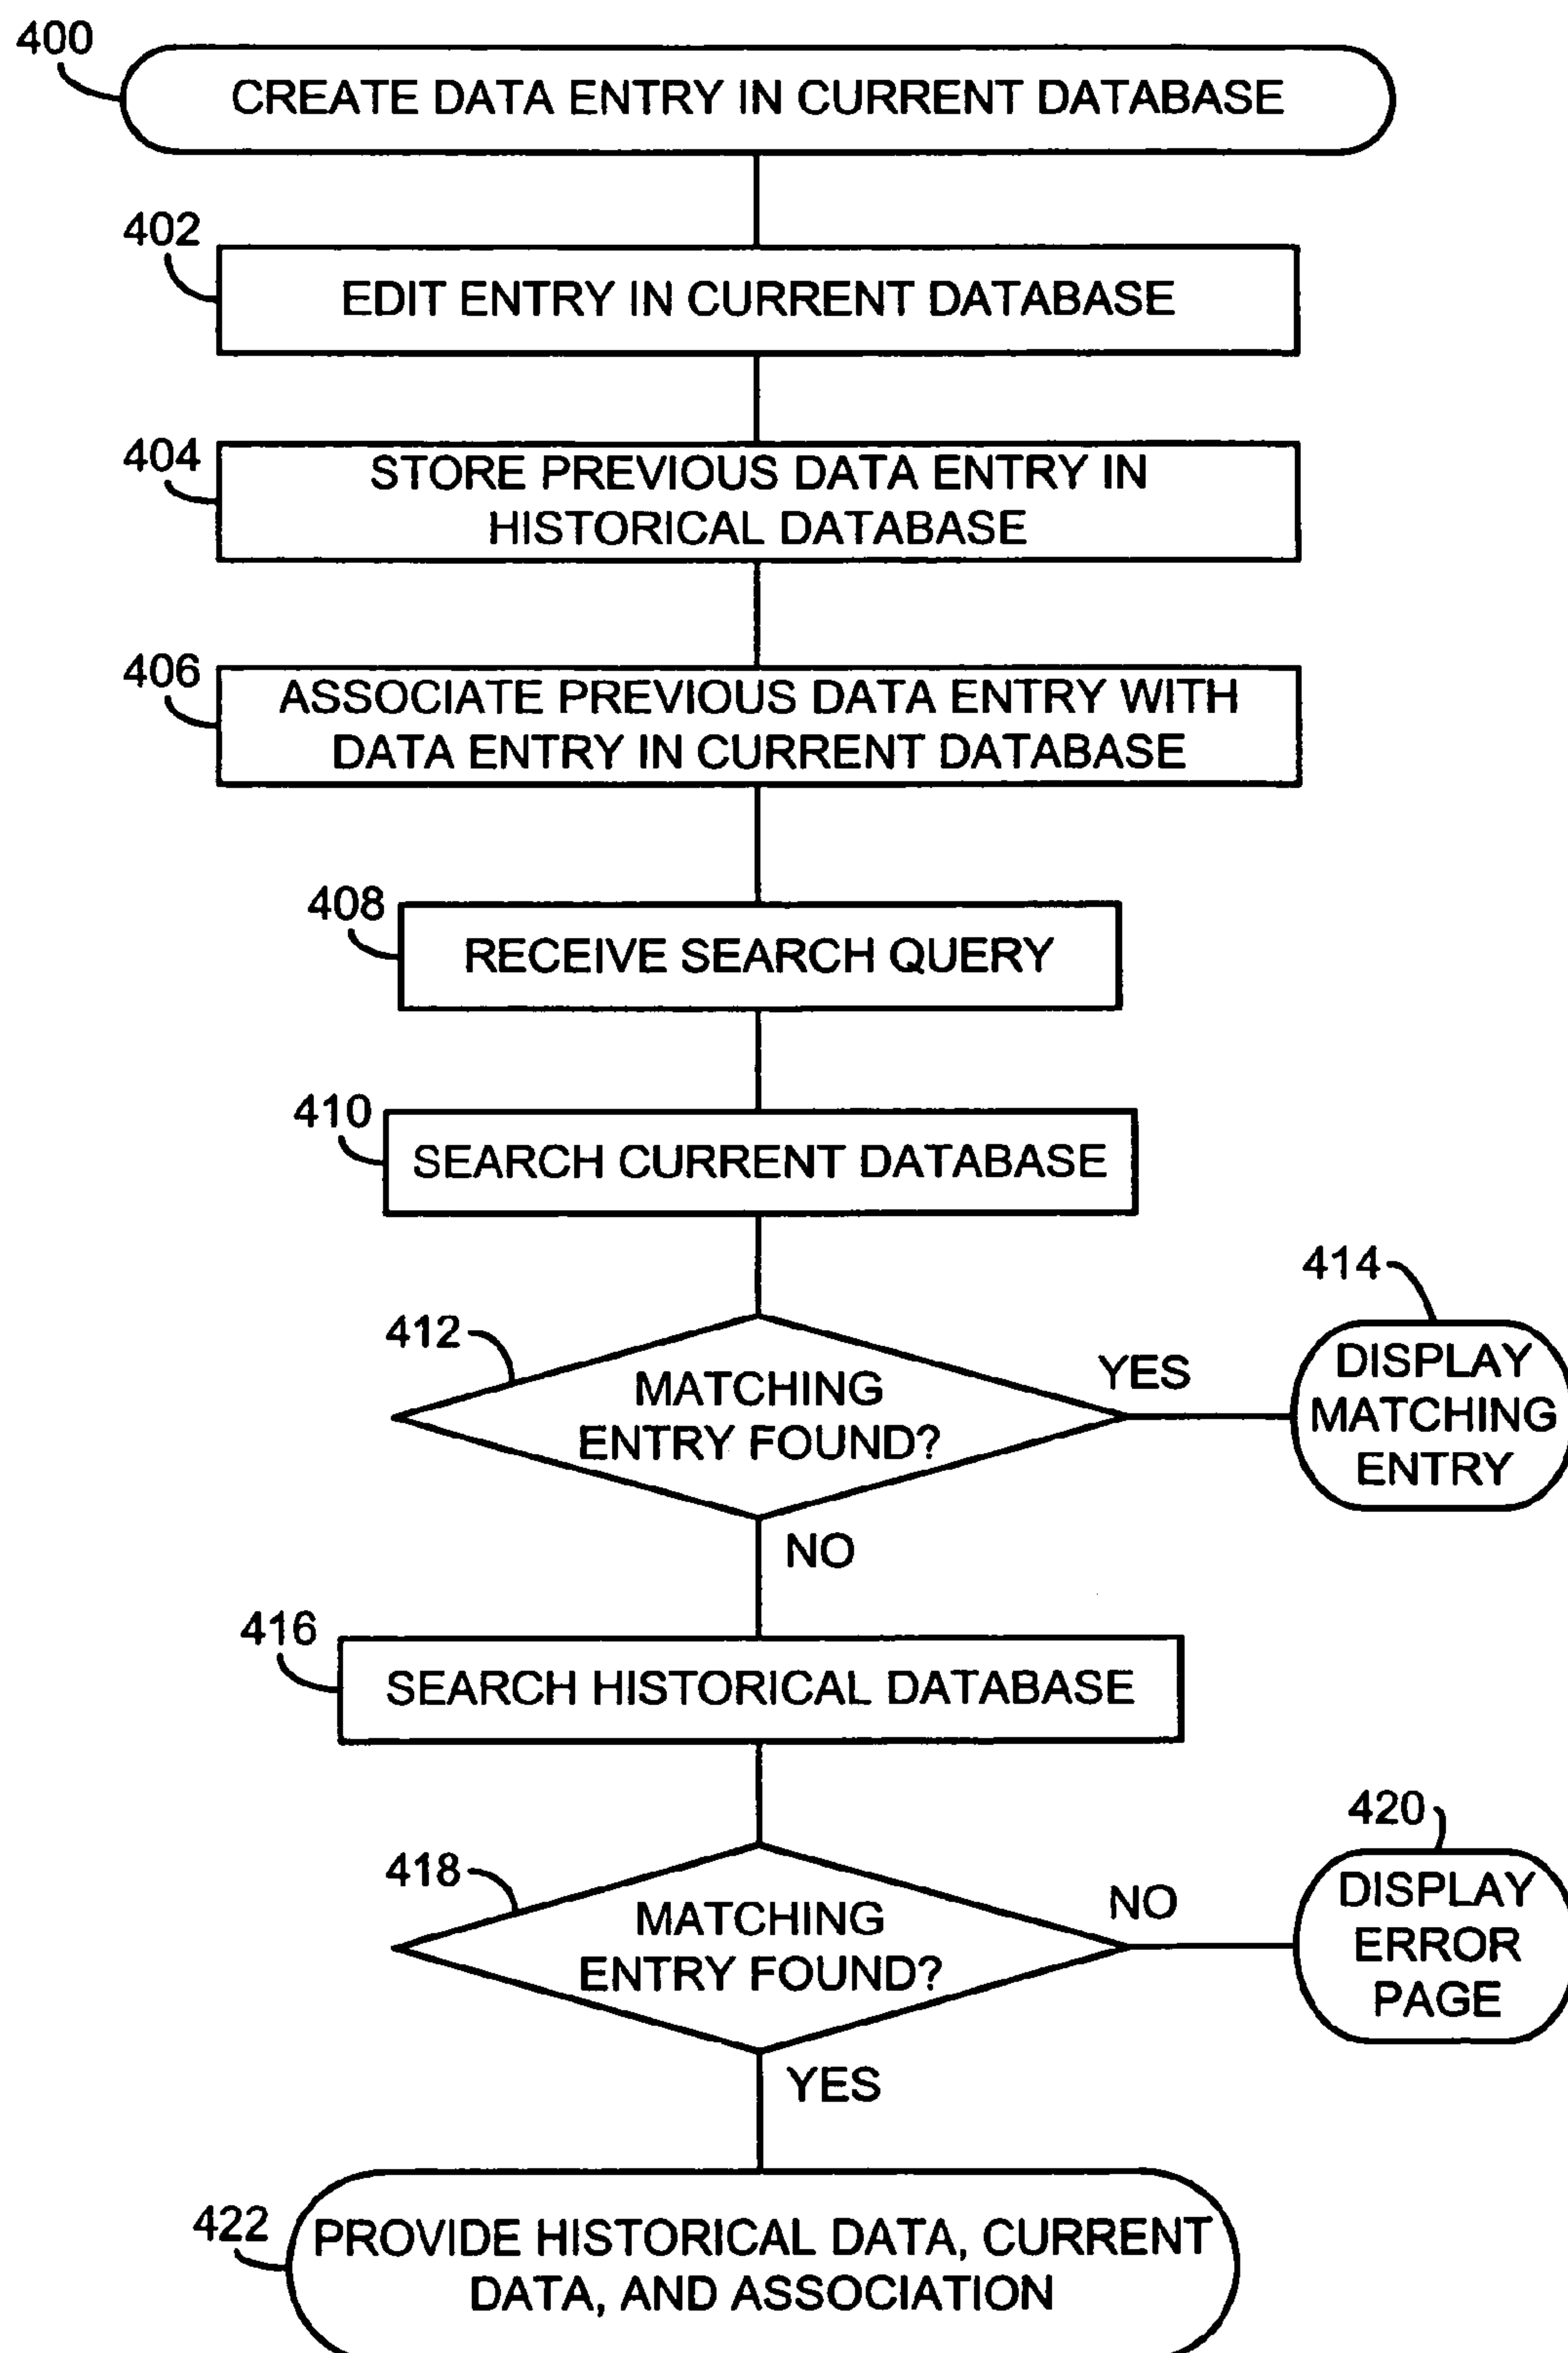 400
CREATE DATA ENTRY IN CURRENT DATABASE
402
EDIT ENTRY IN CURRENT DATABASE
404
STORE PREVIOUS DATA ENTRY IN
HISTORICAL DATABASE
406
ASSOCIATE PREVIOUS DATA ENTRY WITH
DATA ENTRY IN CURRENT DATABASE
408
RECEIVE SEARCH QUERY
410
SEARCH CURRENT DATABASE
412
MATCHING
ENTRY FOUND?
YES
414
DISPLAY
MATCHING
ENTRY
NO
416
SEARCH HISTORICAL DATABASE
418
MATCHING
ENTRY FOUND?
NO
420
DISPLAY
ERROR
PAGE
YES
422
PROVIDE HISTORICAL DATA, CURRENT
DATA, AND ASSOCIATION